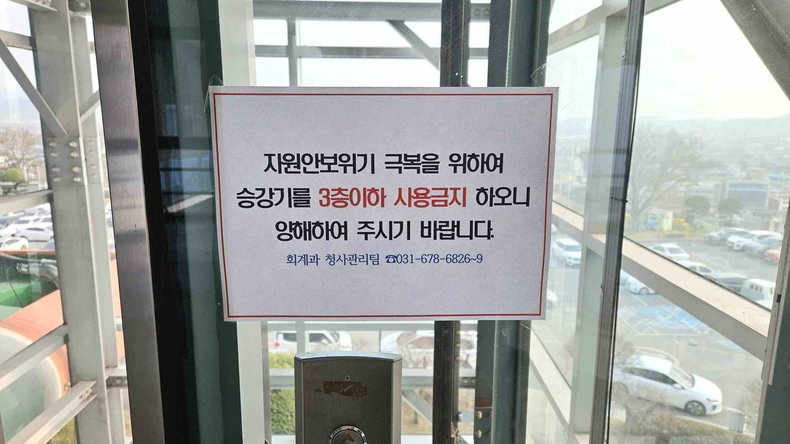 자원안보위기 극복을 위하여
승강기를 3층이하 사용금지 하오니
양해하여 주시기 바랍니다.
회계과 청사관리팀 ☎031-678-6826~9